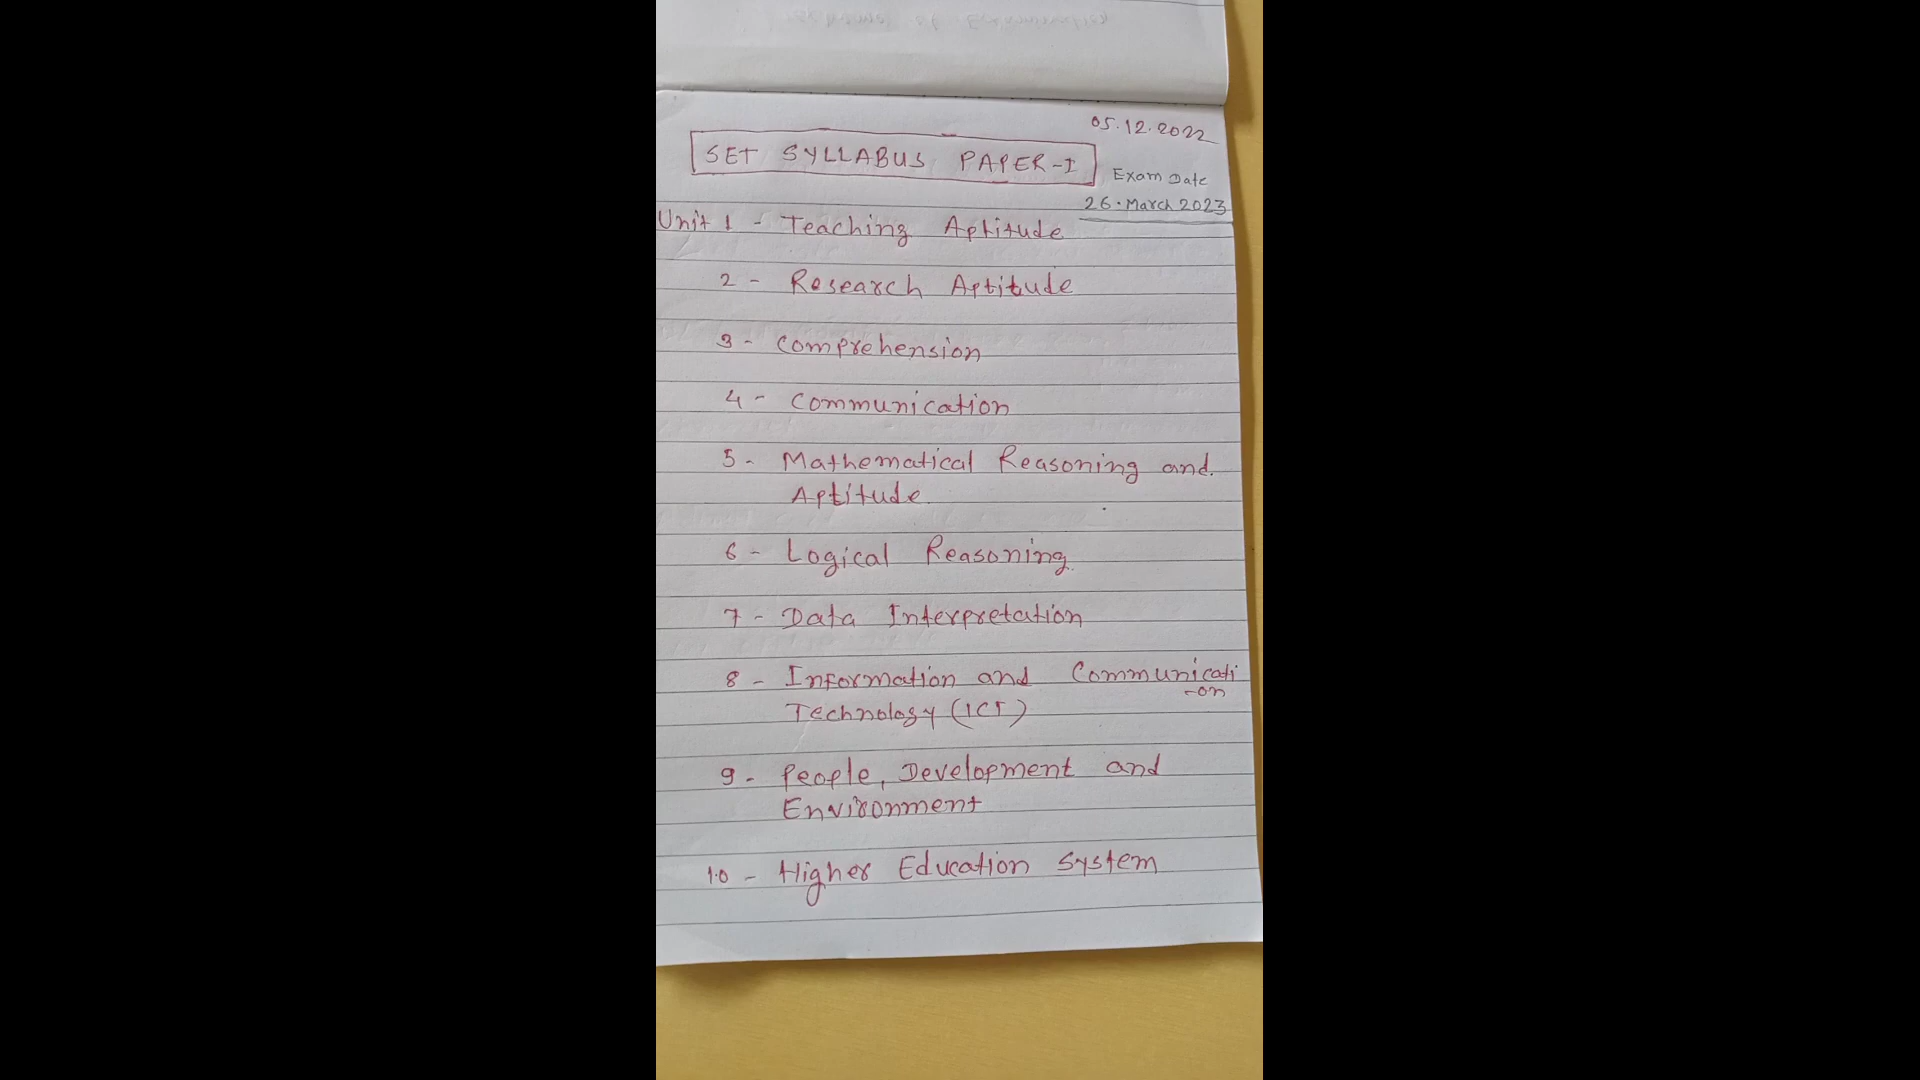 05.12.2022
SET SYLLABUS PAPER-I
Exam Date
26.March 2023
Unit 1 - Teaching Aptitude
2 - Research Aptitude
3 - Comprehension
4 - Communication
5 - Mathematical Reasoning and
Aptitude
6 - Logical Reasoning
7 - Data Interpretation
8 - Information and Communicati
-on
Technology (ICT)
9 - People, Development and
Environment
10 - Higher Education System